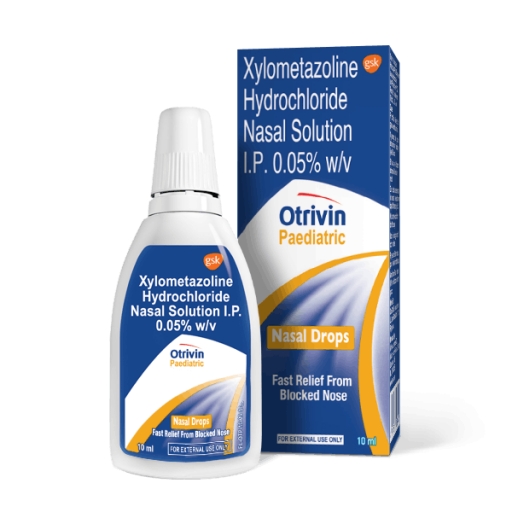 Xylometazoline
Hydrochloride
Nasal Solution
I.P. 0.05% w/v
gsk
Otrivin
Paediatric
Nasal Drops
Fast Relief From
Blocked Nose
FOR EXTERNAL USE ONLY
10 ml
gsk
Xylometazoline
Hydrochloride
Nasal Solution I.P.
0.05% w/v
Otrivin
Paediatric
Nasal Drops
Fast Relief From Blocked Nose
FOR EXTERNAL USE ONLY
10 ml